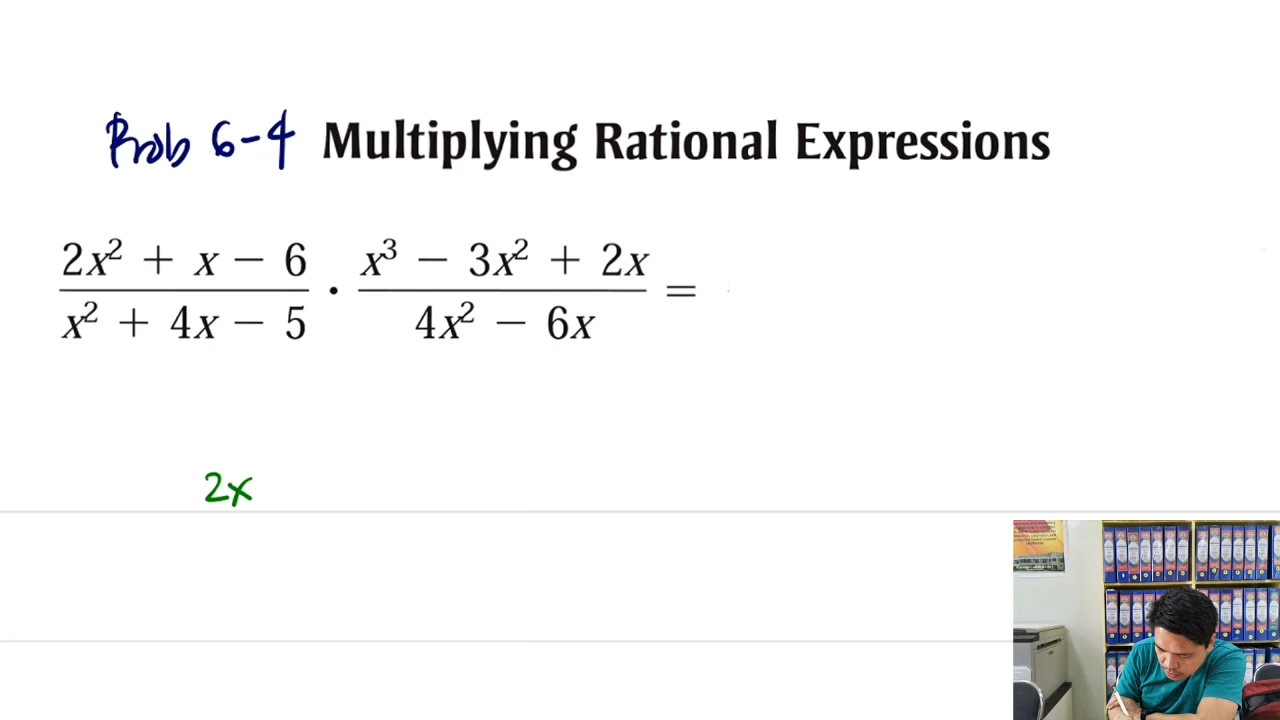 Prob 6-4 Multiplying Rational Expressions
2x² + x − 6 x³ − 3x² + 2x
· =
x² + 4x − 5 4x² − 6x
2x